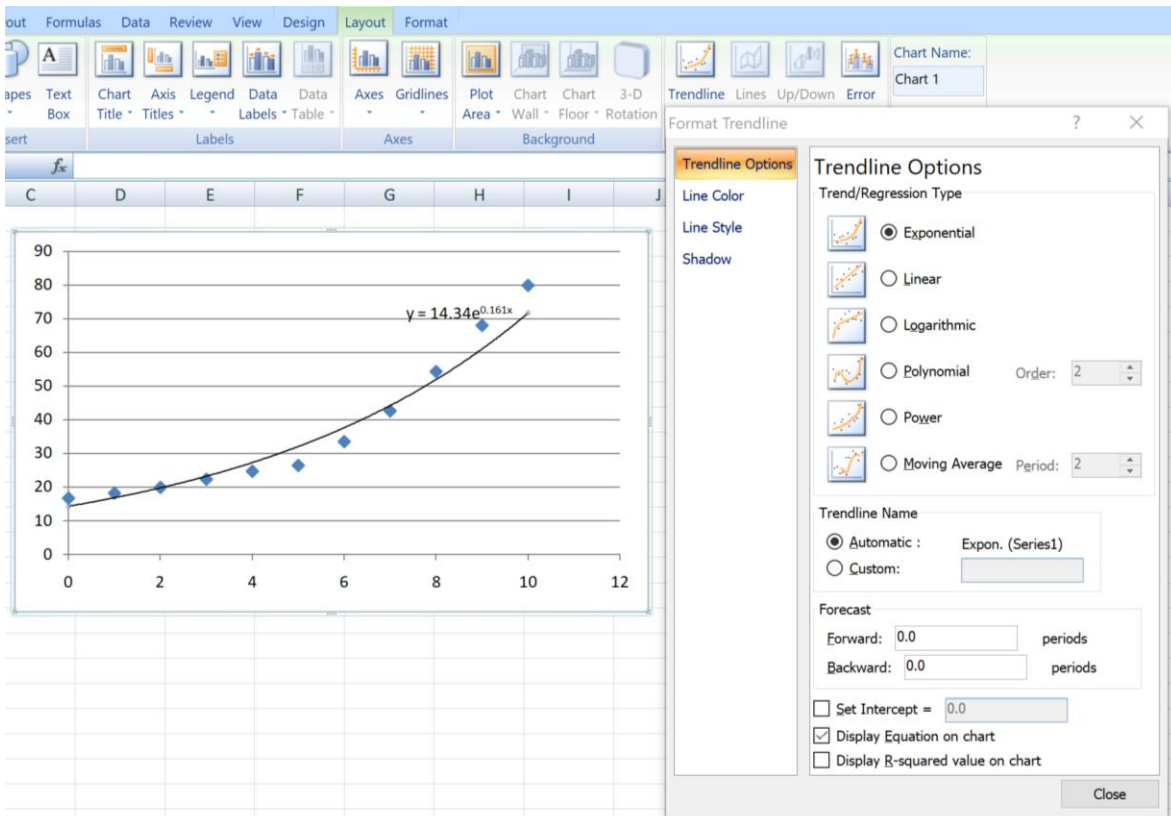 out Formulas Data Review View Design Layout Format
A
apes Text Box Chart Title Axis Titles Legend Data Labels Data Table Axes Gridlines Plot Area Chart Wall Chart Floor 3-D Rotation Trendline Lines Up/Down Error
Chart Name:
Chart 1
sert Labels Axes Background
fx
C D E F G H I J
90
80
70
60
50
40
30
20
10
0
0 2 4 6 8 10 12
y = 14.34e^0.161x
Format Trendline ? X
Trendline Options
Line Color
Line Style
Shadow
Trendline Options
Trend/Regression Type
Exponential
Linear
Logarithmic
Polynomial Order: 2
Power
Moving Average Period: 2
Trendline Name
Automatic : Expon. (Series1)
Custom:
Forecast
Forward: 0.0 periods
Backward: 0.0 periods
Set Intercept = 0.0
Display Equation on chart
Display R-squared value on chart
Close